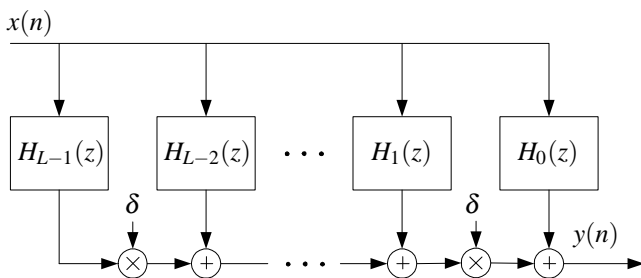 x(n)
H_{L−1}(z) H_{L−2}(z) · · · H_1(z) H_0(z)
δ δ y(n)
× + · · · + × +